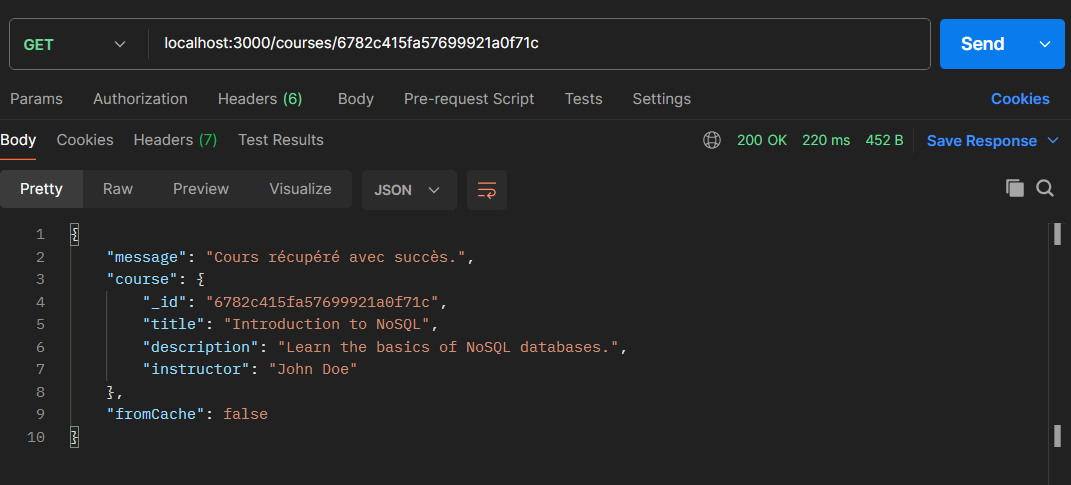 GET localhost:3000/courses/6782c415fa57699921a0f71c Send
Params Authorization Headers (6) Body Pre-request Script Tests Settings Cookies
Body Cookies Headers (7) Test Results 200 OK 220 ms 452 B Save Response
Pretty Raw Preview Visualize JSON
1 {
2 "message": "Cours récupéré avec succès.",
3 "course": {
4 "_id": "6782c415fa57699921a0f71c",
5 "title": "Introduction to NoSQL",
6 "description": "Learn the basics of NoSQL databases.",
7 "instructor": "John Doe"
8 },
9 "fromCache": false
10 }